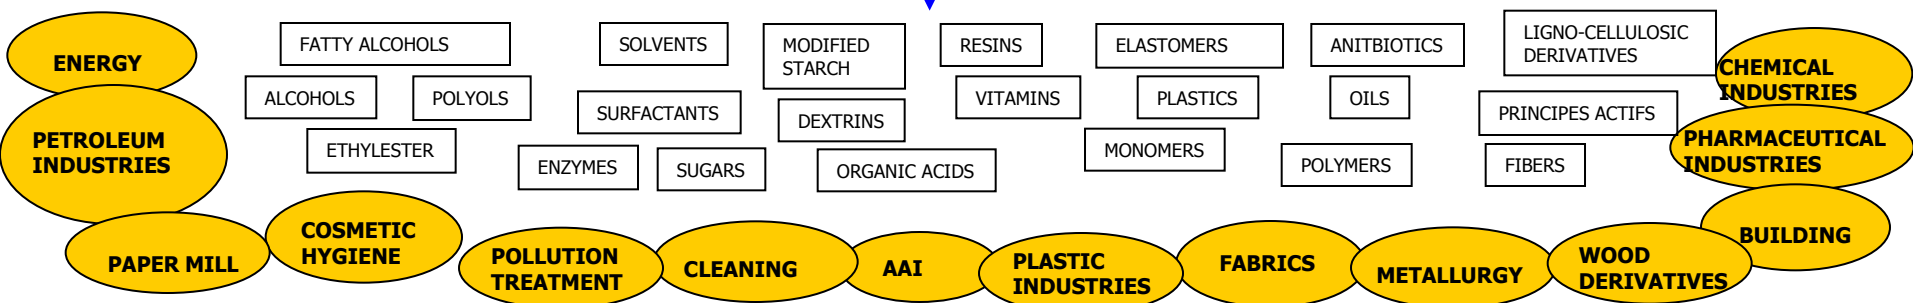 FATTY ALCOHOLS
SOLVENTS
MODIFIED
STARCH
RESINS
ELASTOMERS
ANITBIOTICS
LIGNO-CELLULOSIC
DERIVATIVES
ENERGY
CHEMICAL
INDUSTRIES
ALCOHOLS
POLYOLS
SURFACTANTS
DEXTRINS
VITAMINS
PLASTICS
OILS
PRINCIPES ACTIFS
PETROLEUM
INDUSTRIES
ETHYLESTER
ENZYMES
SUGARS
ORGANIC ACIDS
MONOMERS
POLYMERS
FIBERS
PHARMACEUTICAL
INDUSTRIES
PAPER MILL
COSMETIC
HYGIENE
POLLUTION
TREATMENT
CLEANING
AAI
PLASTIC
INDUSTRIES
FABRICS
METALLURGY
WOOD
DERIVATIVES
BUILDING